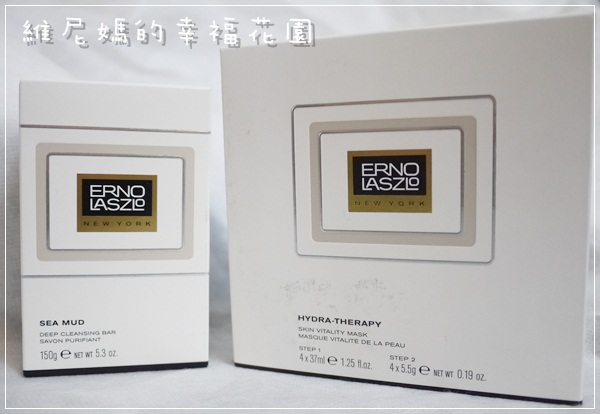 維尼媽的幸福花園
ERNO
LASZLO
NEW YORK
SEA MUD
DEEP CLEANSING BAR
SAVON PURIFIANT
150g e NET WT 5.3 oz.
ERNO
LASZLO
NEW YORK
HYDRA-THERAPY
SKIN VITALITY MASK
MASQUE VITALITÉ DE LA PEAU
STEP 1
4 x 37ml e 1.25 fl.oz.
STEP 2
4 x 5.5g e NET WT 0.19 oz.